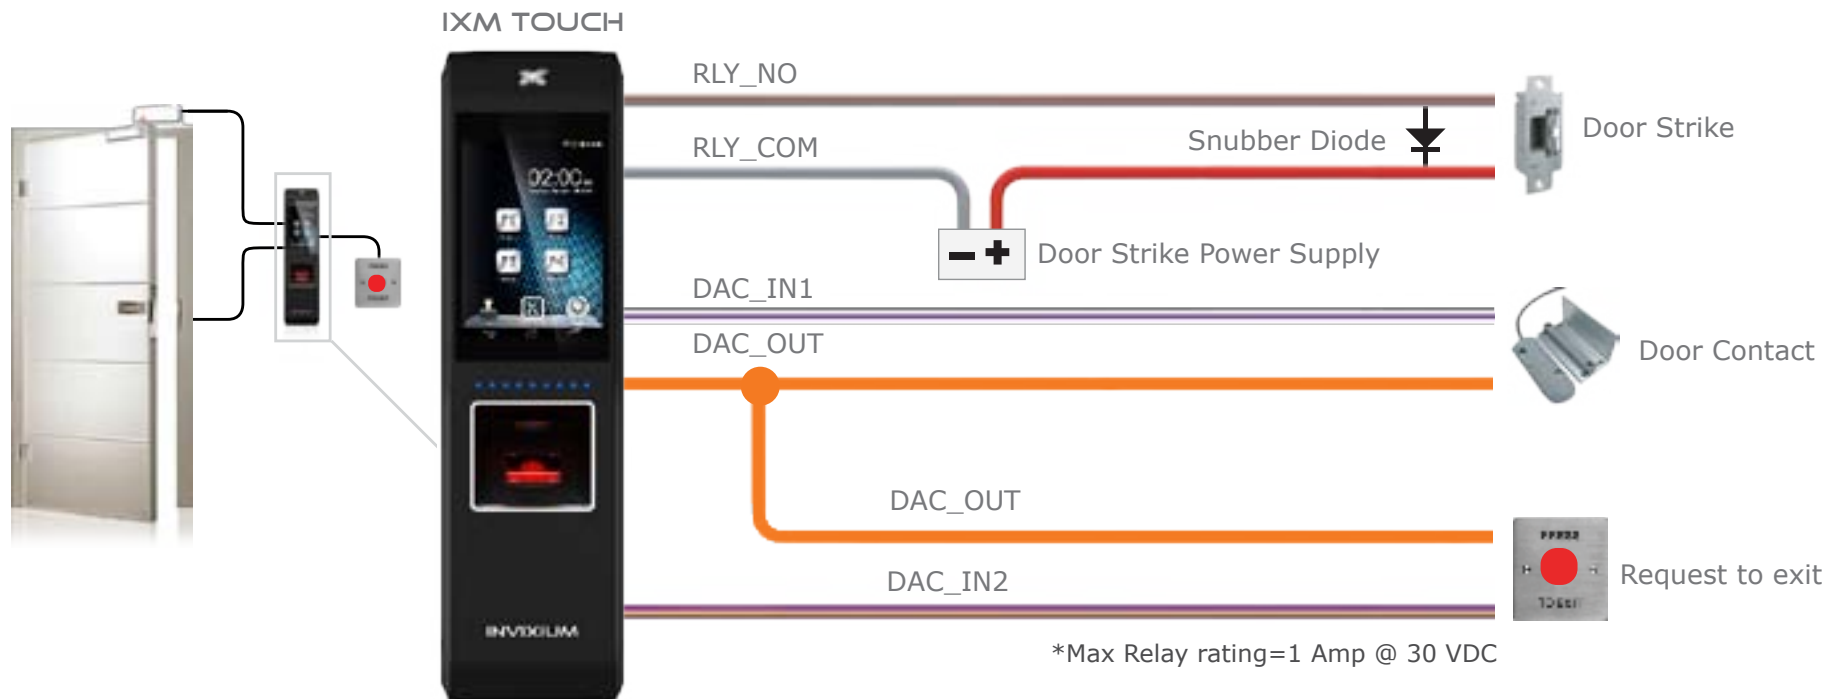 IXM TOUCH
RLY_NO
Door Strike
Snubber Diode
RLY_COM
02:00
Door Strike Power Supply
DAC_IN1
DAC_OUT
Door Contact
DAC_OUT
PRESS
Request to exit
DAC_IN2
INVIXIUM
*Max Relay rating=1 Amp @ 30 VDC